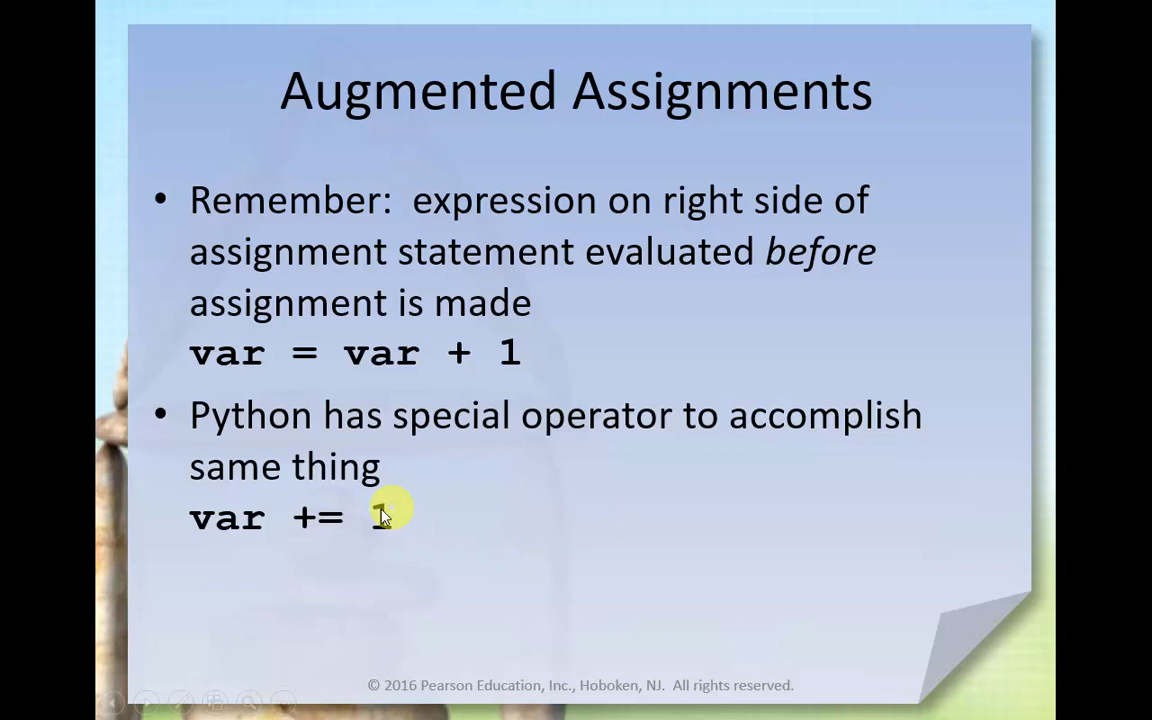 Augmented Assignments
• Remember:  expression on right side of
assignment statement evaluated before
assignment is made
var = var + 1
• Python has special operator to accomplish
same thing
var += 1
© 2016 Pearson Education, Inc., Hoboken, NJ.  All rights reserved.